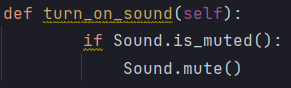 def turn_on_sound(self):
if Sound.is_muted():
Sound.mute()